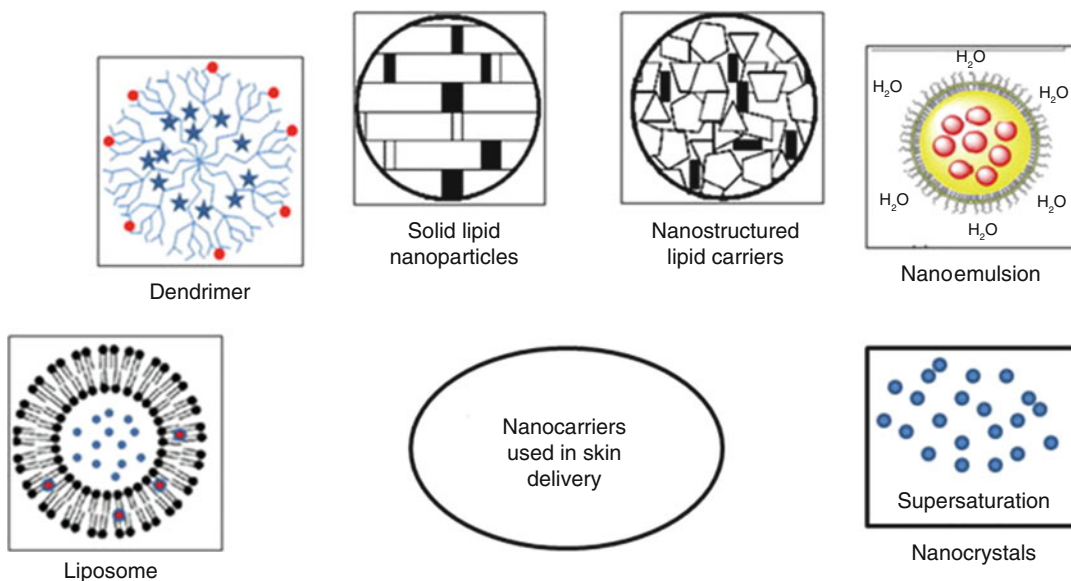 Dendrimer
Solid lipid
nanoparticles
Nanostructured
lipid carriers
H₂O
H₂O
H₂O
H₂O
H₂O
H₂O
H₂O
Nanoemulsion
Liposome
Nanocarriers
used in skin
delivery
Supersaturation
Nanocrystals